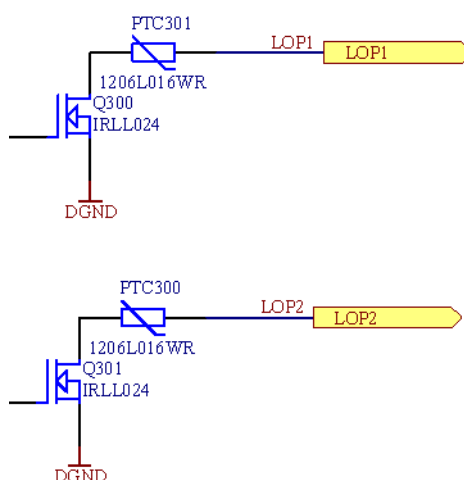 PTC301
LOP1
LOP1
1206L016WR
Q300
IRLL024
DGND
PTC300
LOP2
LOP2
1206L016WR
Q301
IRLL024
DGND